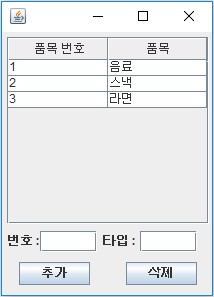 품목 번호 품목
1 음료
2 스낵
3 라면
번호 : 타입 :
추가 삭제